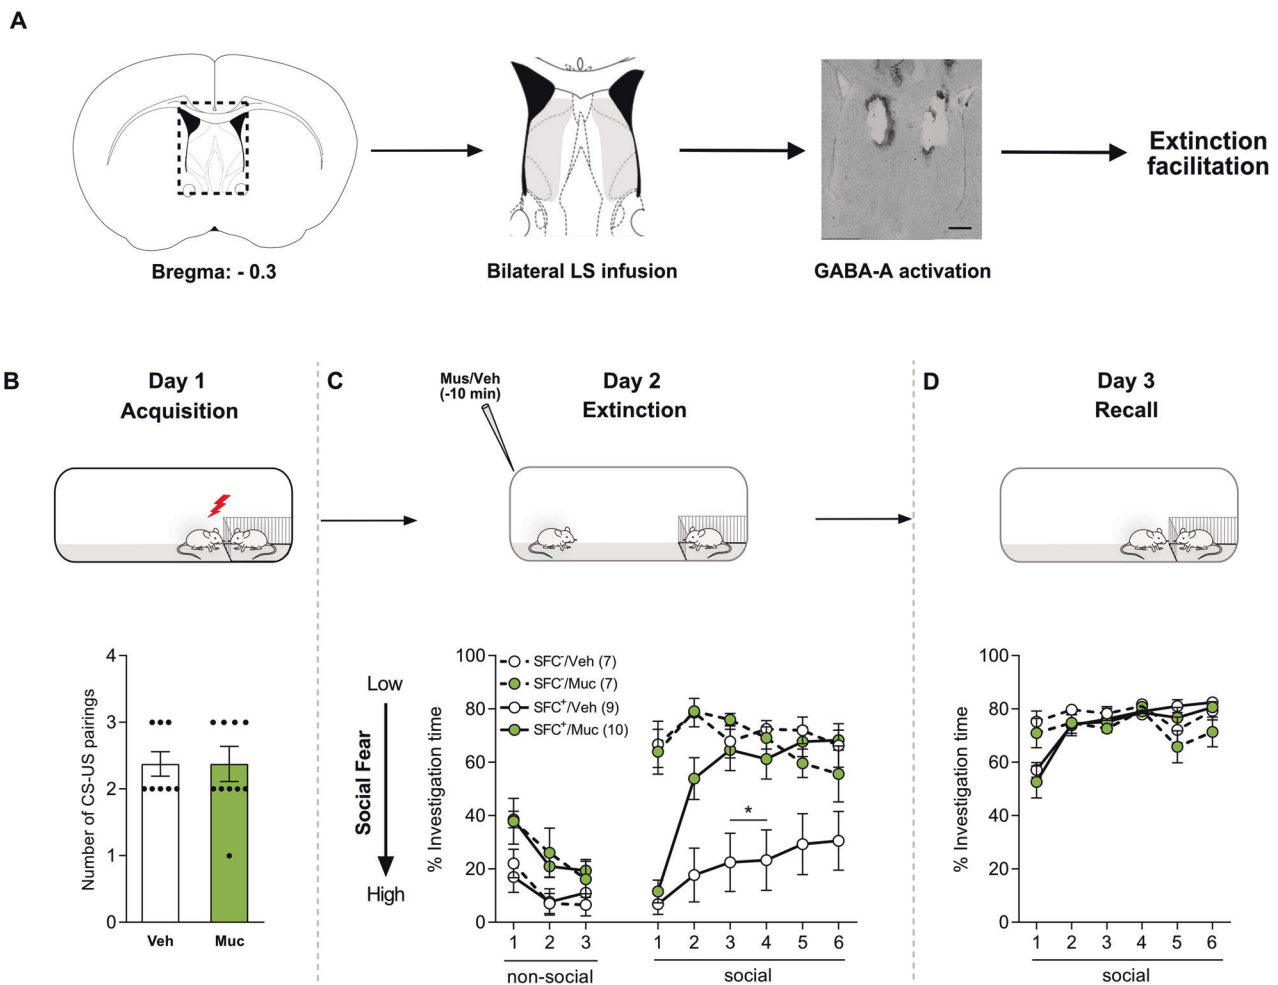 A
Bregma: - 0.3
Bilateral LS infusion
GABA-A activation
Extinction
facilitation
B
Day 1
Acquisition
Number of CS-US pairings
4
3
2
1
0
Veh
Muc
C
Mus/Veh
(-10 min)
Day 2
Extinction
Low
Social Fear
High
% Investigation time
100
80
60
40
20
0
SFC-/Veh (7)
SFC-/Muc (7)
SFC+/Veh (9)
SFC+/Muc (10)
*
1 2 3
non-social
1 2 3 4 5 6
social
D
Day 3
Recall
% Investigation time
100
80
60
40
20
0
1 2 3 4 5 6
social